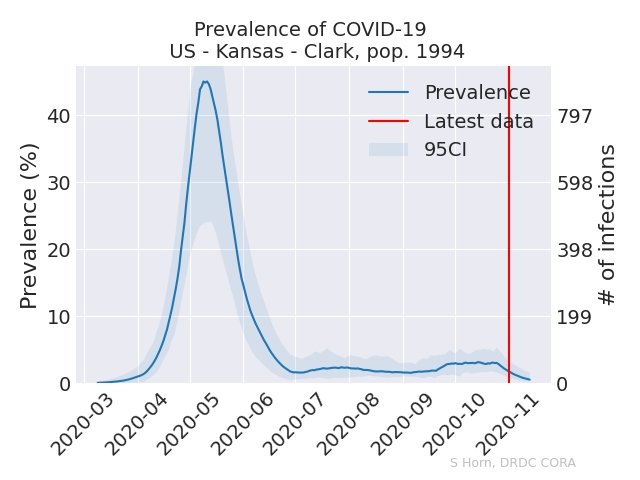 Prevalence of COVID-19
US - Kansas - Clark, pop. 1994
Prevalence (%)
40
30
20
10
0
Prevalence
Latest data
95CI
797
598
398
199
0
# of infections
2020-03
2020-04
2020-05
2020-06
2020-07
2020-08
2020-09
2020-10
2020-11
S Horn, DRDC CORA